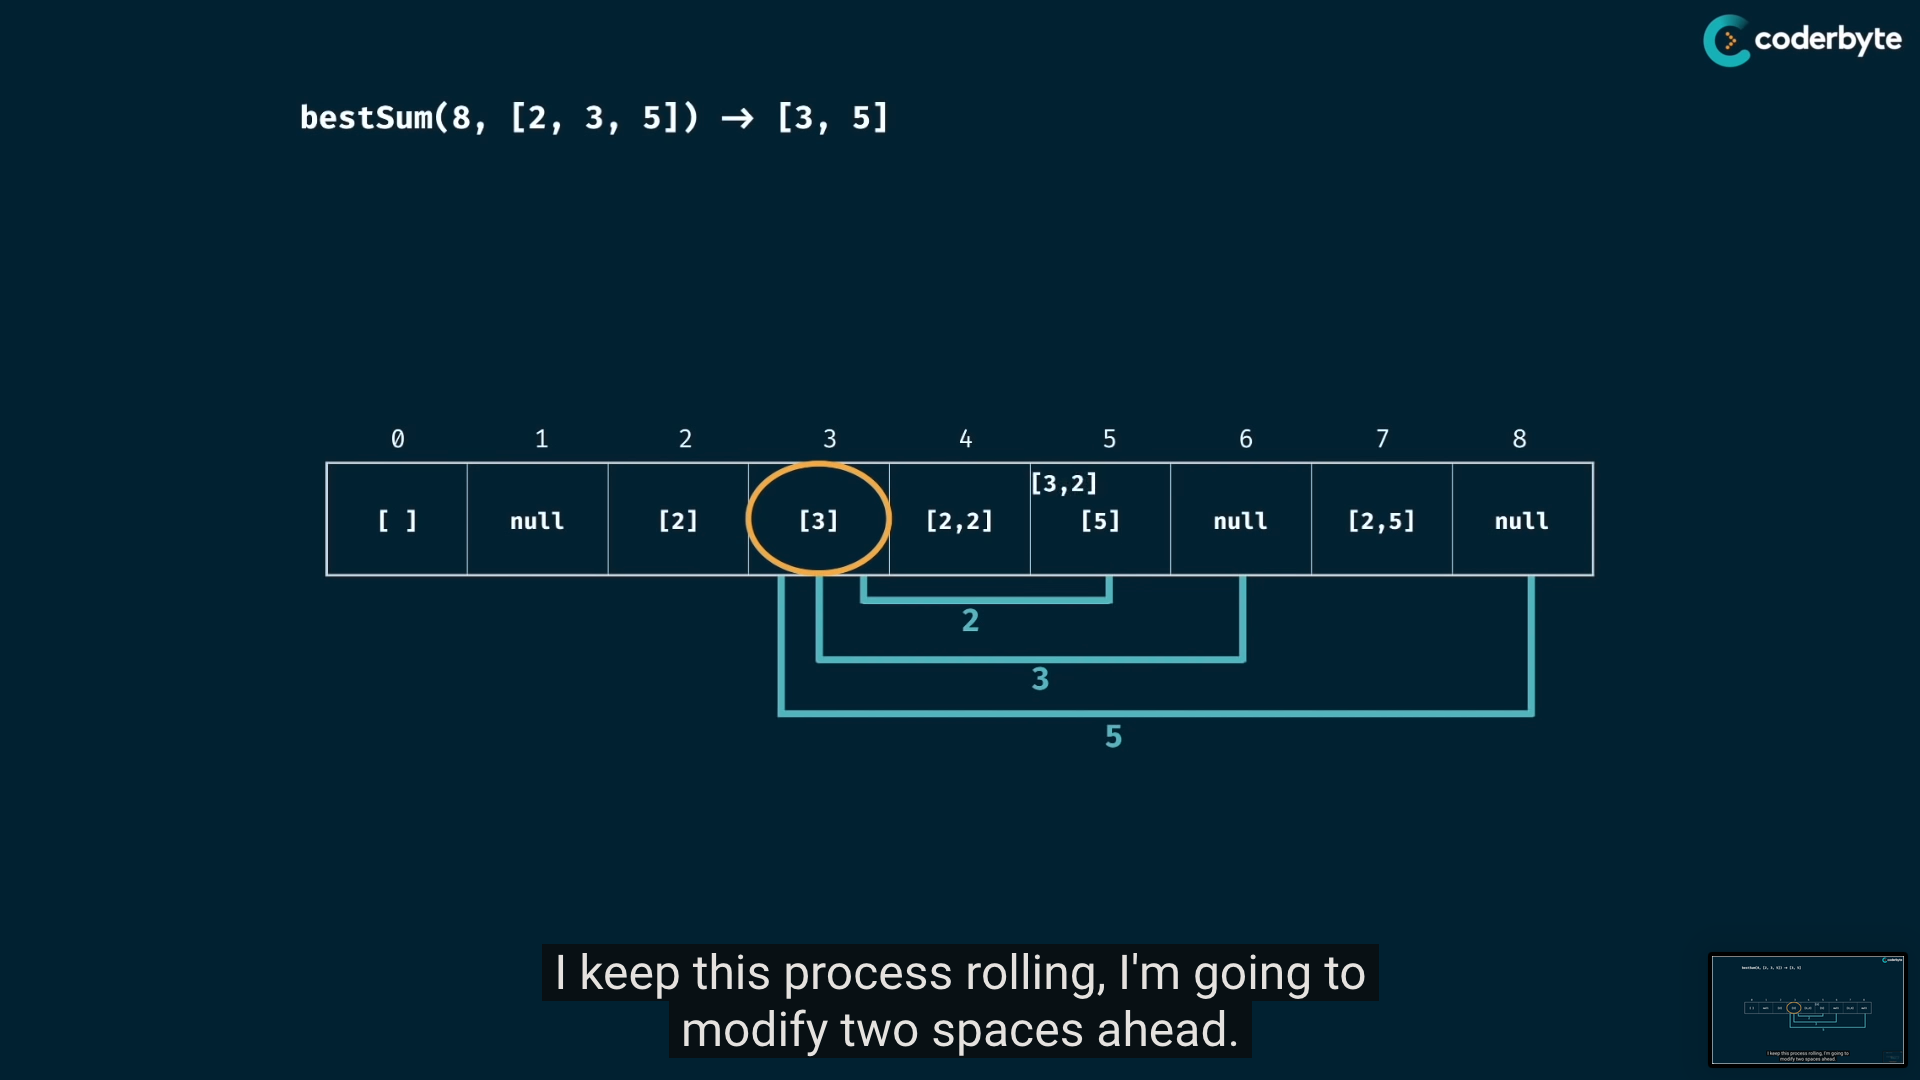 coderbyte
bestSum(8, [2, 3, 5]) → [3, 5]
0 1 2 3 4 5 6 7 8
[3,2]
[ ] null [2] [3] [2,2] [5] null [2,5] null
2
3
5
I keep this process rolling, I'm going to
modify two spaces ahead.